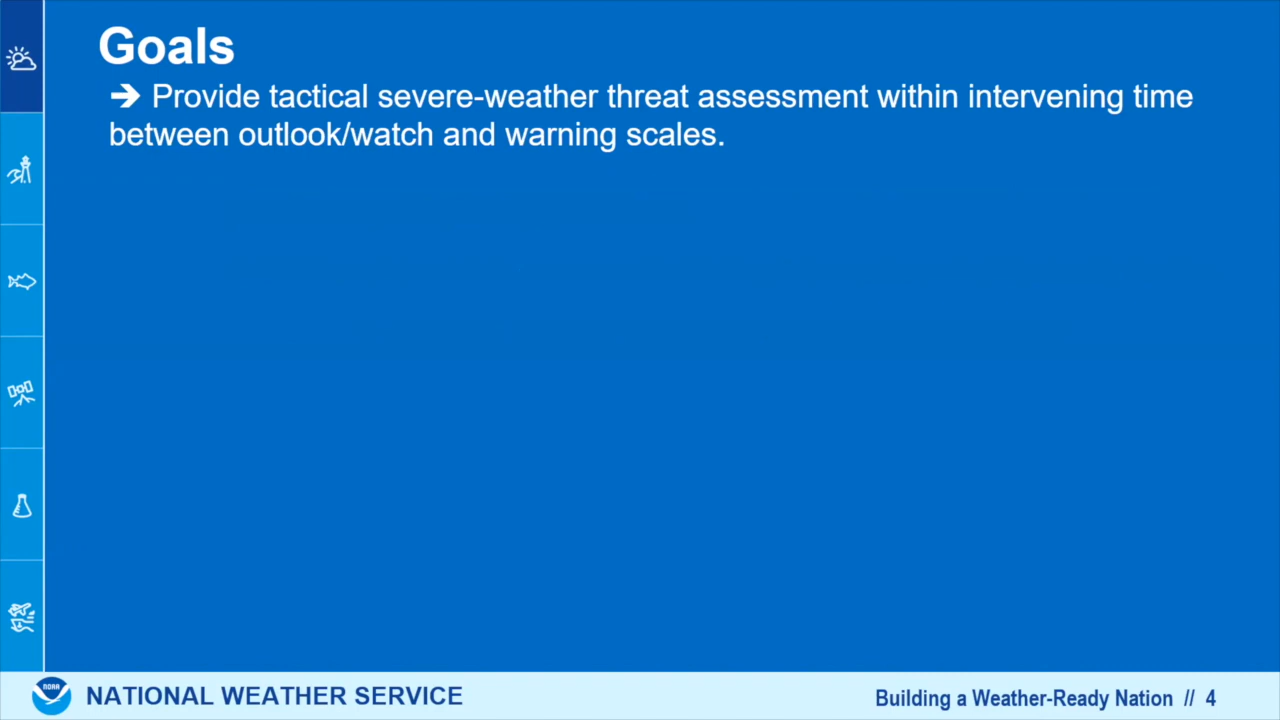 Goals
➔ Provide tactical severe-weather threat assessment within intervening time
between outlook/watch and warning scales.
NOAA
NATIONAL WEATHER SERVICE
Building a Weather-Ready Nation // 4